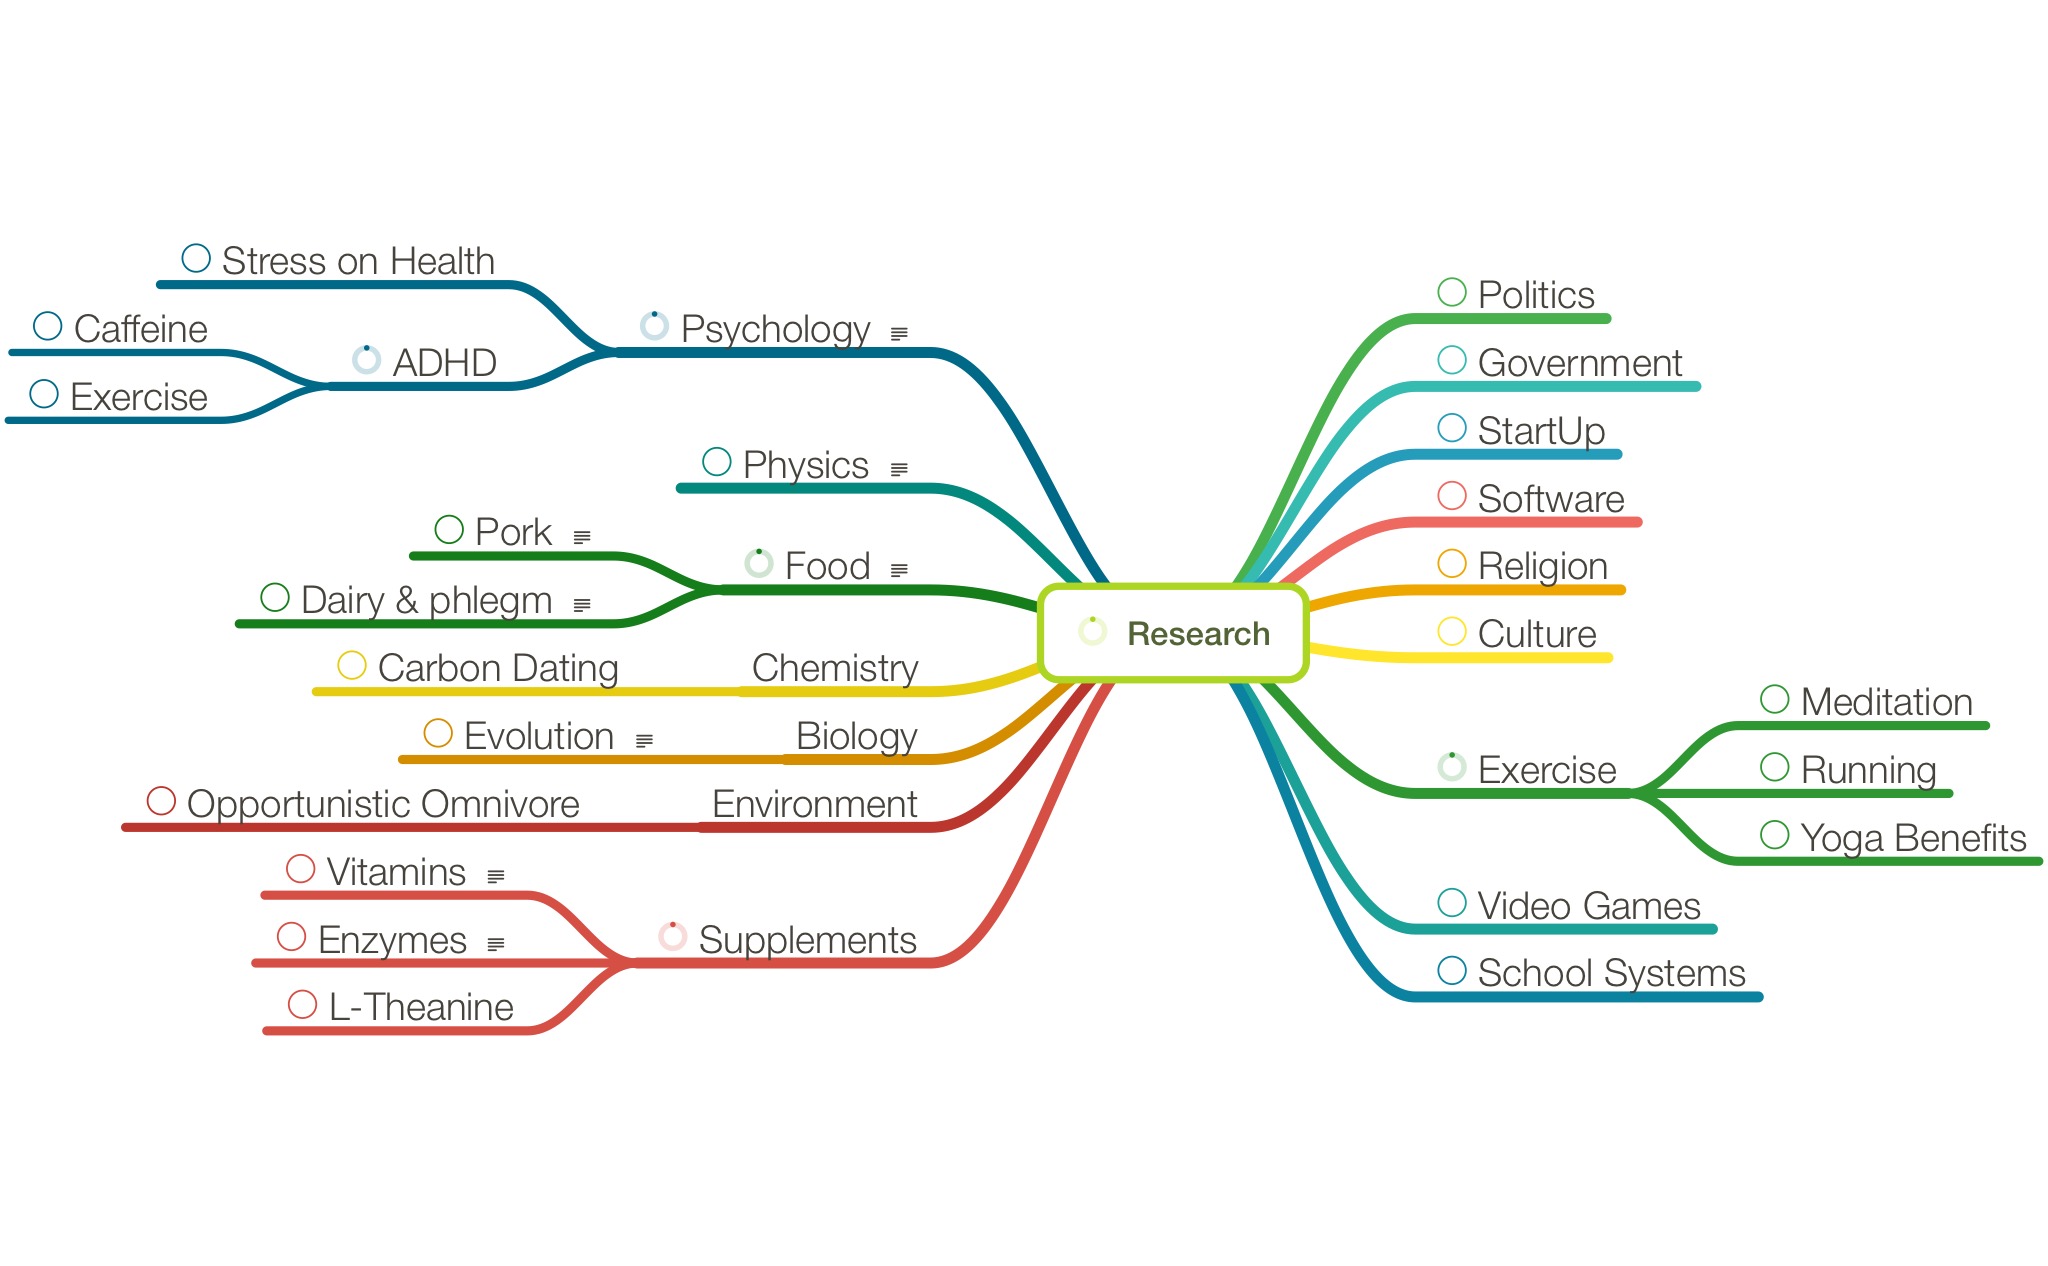 Stress on Health
Caffeine
ADHD
Exercise
Psychology
Physics
Pork
Dairy & phlegm
Food
Carbon Dating
Chemistry
Evolution
Biology
Opportunistic Omnivore
Environment
Vitamins
Enzymes
L-Theanine
Supplements
Research
Politics
Government
StartUp
Software
Religion
Culture
Exercise
Meditation
Running
Yoga Benefits
Video Games
School Systems